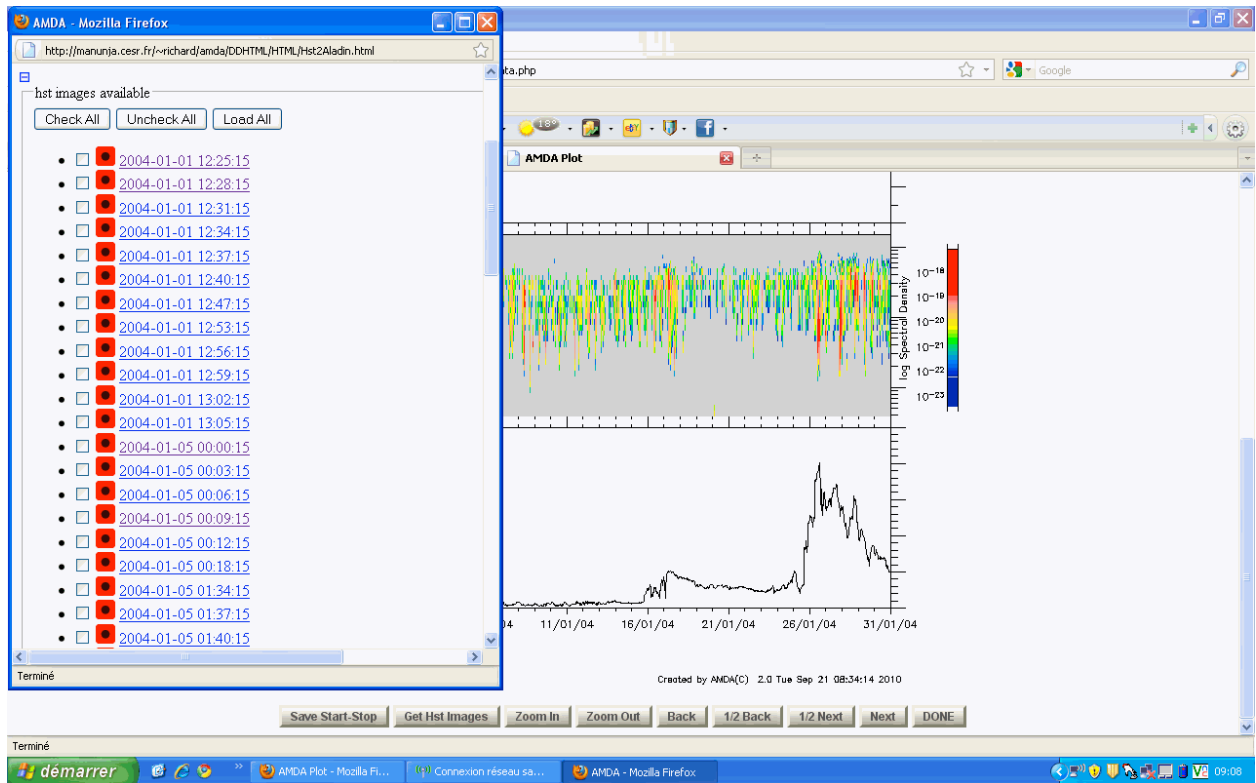 AMDA - Mozilla Firefox
http://manunja.cesr.fr/~richard/amda/DDHTML/HTML/Hst2Aladin.html
hst images available
Check All Uncheck All Load All
2004-01-01 12:25:15
2004-01-01 12:28:15
2004-01-01 12:31:15
2004-01-01 12:34:15
2004-01-01 12:37:15
2004-01-01 12:40:15
2004-01-01 12:47:15
2004-01-01 12:53:15
2004-01-01 12:56:15
2004-01-01 12:59:15
2004-01-01 13:02:15
2004-01-01 13:05:15
2004-01-05 00:00:15
2004-01-05 00:03:15
2004-01-05 00:06:15
2004-01-05 00:09:15
2004-01-05 00:12:15
2004-01-05 00:18:15
2004-01-05 01:34:15
2004-01-05 01:37:15
2004-01-05 01:40:15
Terminé
ta.php
Google
18°
AMDA Plot
log Spectral Density
10-18
10-19
10-20
10-21
10-22
10-23
04 11/01/04 16/01/04 21/01/04 26/01/04 31/01/04
Created by AMDA(C) 2.0 Tue Sep 21 08:34:14 2010
Save Start-Stop Get Hst Images Zoom In Zoom Out Back 1/2 Back 1/2 Next Next DONE
Terminé
démarrer AMDA Plot - Mozilla Fi... Connexion réseau sa... AMDA - Mozilla Firefox 09:08